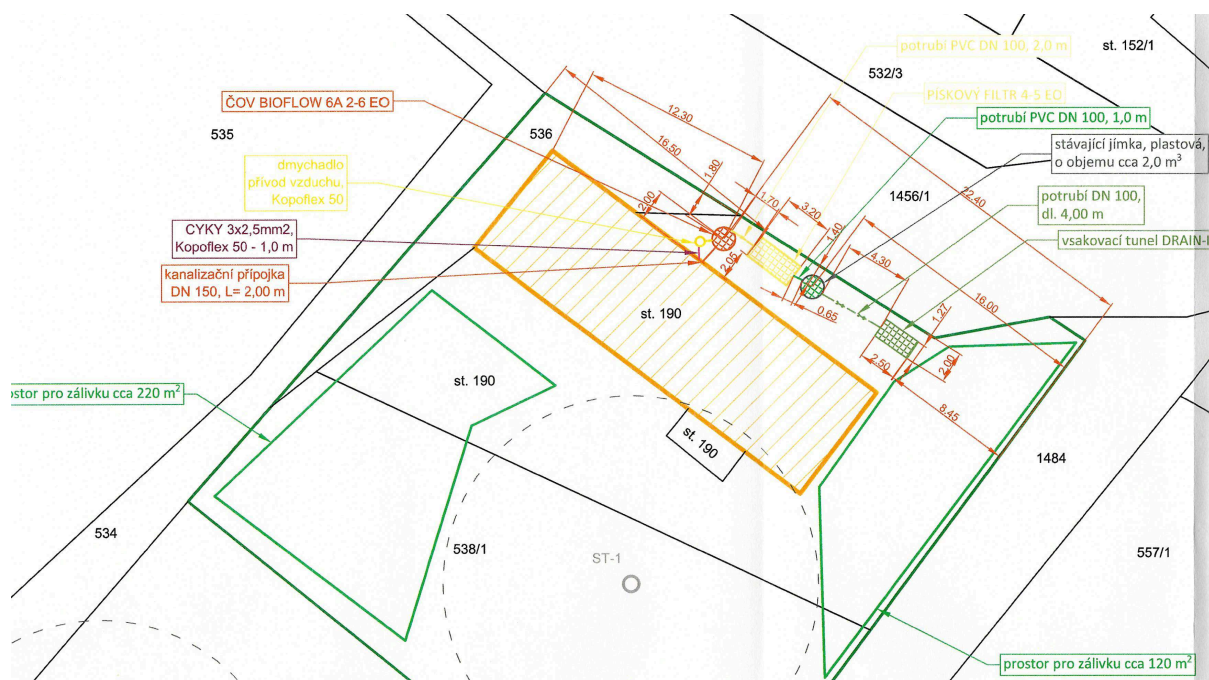 potrubí PVC DN 100, 2,0 m
st. 152/1
532/3
ČOV BIOFLOW 6A 2-6 EO
PÍSKOVÝ FILTR 4-5 EO
12.30
potrubí PVC DN 100, 1,0 m
535
536
16.50
stávající jímka, plastová,
o objemu cca 2,0 m³
dmychadlo
přívod vzduchu,
Kopoflex 50
1.80
1456/1
22.40
2.00
1.70
3.20
potrubí DN 100,
dl. 4,00 m
CYKY 3x2,5mm2,
Kopoflex 50 - 1,0 m
1.40
vsakovací tunel DRAIN-
kanalizační přípojka
DN 150, L= 2,00 m
2.05
4.30
16.00
0.65
1.27
st. 190
2.50
2.00
st. 190
ostor pro zálivku cca 220 m²
8.45
st. 190
1484
534
538/1
ST-1
557/1
prostor pro zálivku cca 120 m²